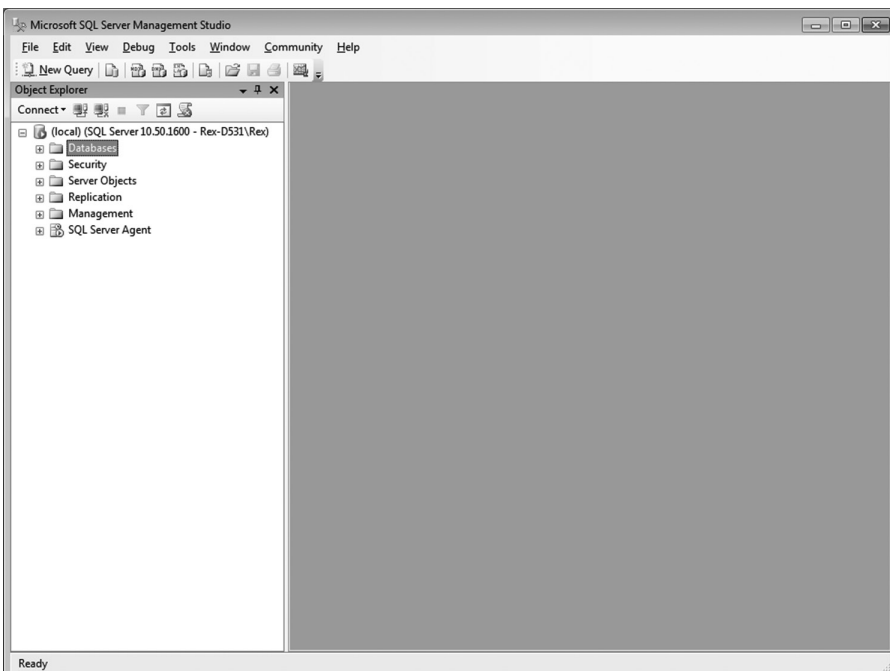 Microsoft SQL Server Management Studio
File Edit View Debug Tools Window Community Help
New Query
Object Explorer
Connect
(local) (SQL Server 10.50.1600 - Rex-D531\Rex)
Databases
Security
Server Objects
Replication
Management
SQL Server Agent
Ready